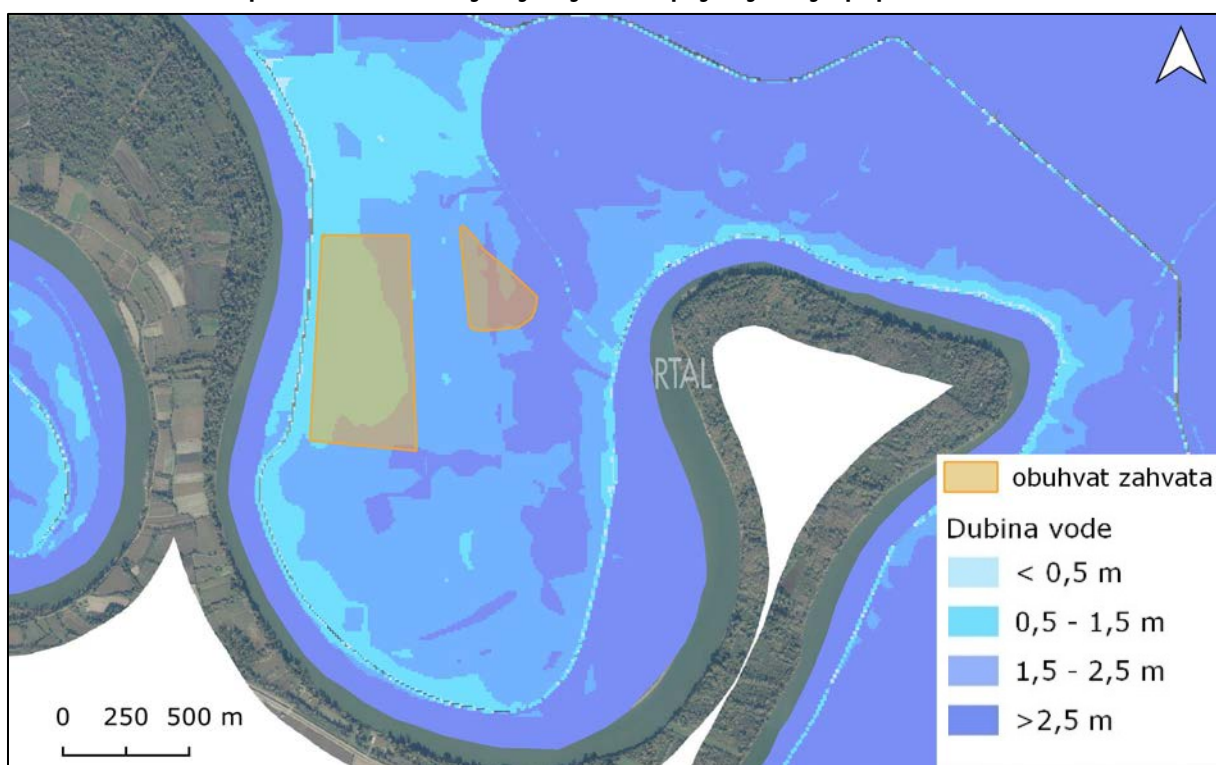 RTAL
obuhvat zahvata
Dubina vode
< 0,5 m
0,5 - 1,5 m
1,5 - 2,5 m
>2,5 m
0 250 500 m